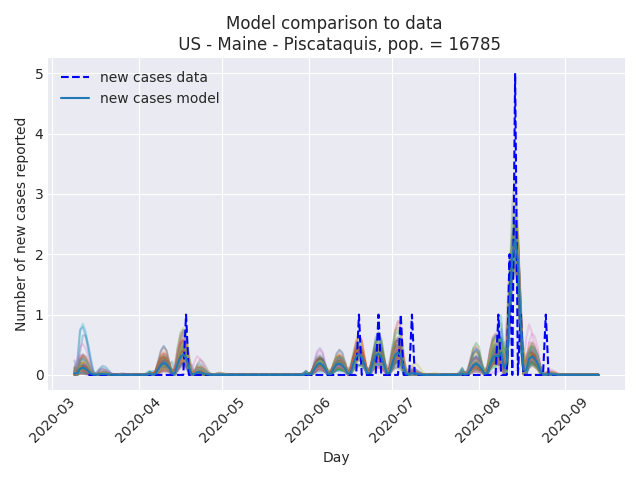 Model comparison to data
US - Maine - Piscataquis, pop. = 16785
new cases data
new cases model
Number of new cases reported
5
4
3
2
1
0
2020-03
2020-04
2020-05
2020-06
2020-07
2020-08
2020-09
Day